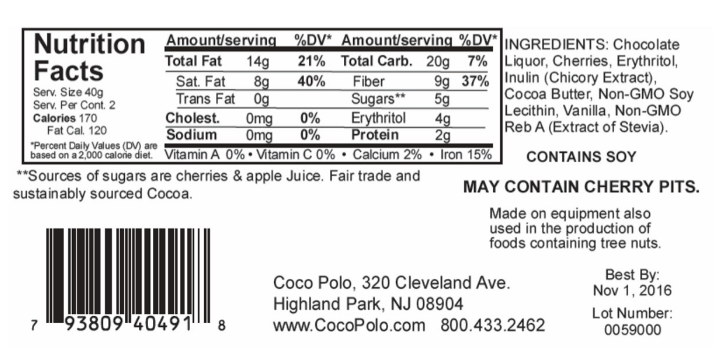 Nutrition Facts
Serv. Size 40g
Serv. Per Cont. 2
Calories 170
Fat Cal. 120
*Percent Daily Values (DV) are
based on a 2,000 calorie diet.
Amount/serving %DV* Amount/serving %DV*
Total Fat 14g 21% Total Carb. 20g 7%
Sat. Fat 8g 40% Fiber 9g 37%
Trans Fat 0g Sugars** 5g
Cholest. 0mg 0% Erythritol 4g
Sodium 0mg 0% Protein 2g
Vitamin A 0% • Vitamin C 0% • Calcium 2% • Iron 15%
INGREDIENTS: Chocolate
Liquor, Cherries, Erythritol,
Inulin (Chicory Extract),
Cocoa Butter, Non-GMO Soy
Lecithin, Vanilla, Non-GMO
Reb A (Extract of Stevia).
CONTAINS SOY
**Sources of sugars are cherries & apple Juice. Fair trade and
sustainably sourced Cocoa.
MAY CONTAIN CHERRY PITS.
Made on equipment also
used in the production of
foods containing tree nuts.
7 93809 40491 8
Coco Polo, 320 Cleveland Ave.
Highland Park, NJ 08904
www.CocoPolo.com 800.433.2462
Best By:
Nov 1, 2016
Lot Number:
0059000